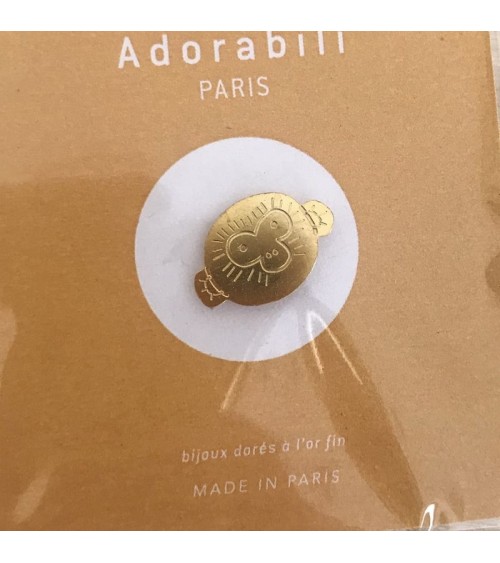 Adorabili
PARIS
bijoux dorés à l'or fin
MADE IN PARIS